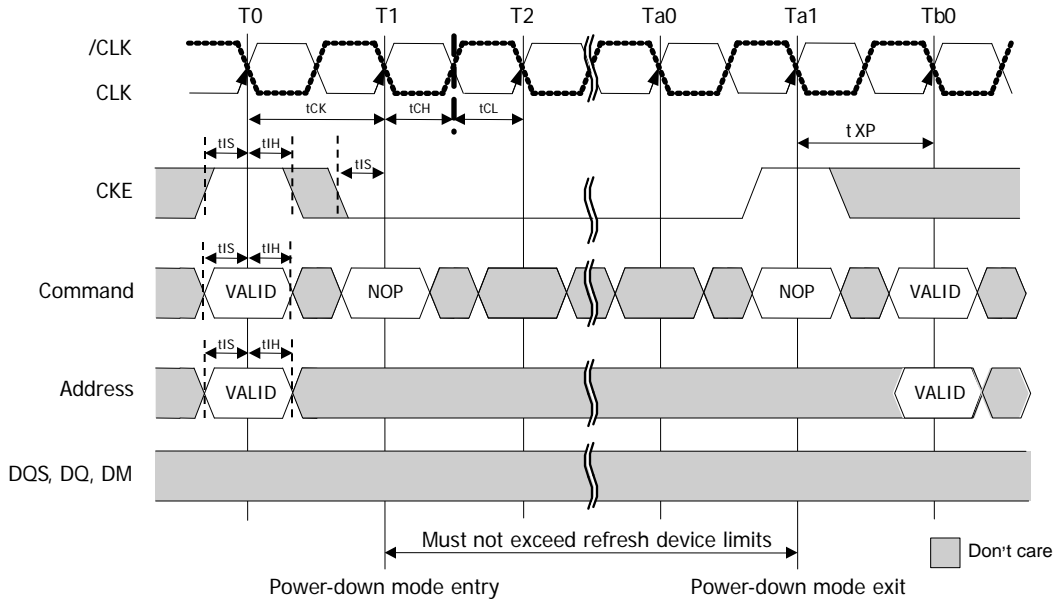 T0 T1 T2 Ta0 Ta1 Tb0
/CLK
CLK
tCK tCH tCL
tXP
tIS tIH tIS
CKE
tIS tIH
Command VALID NOP NOP VALID
tIS tIH
Address VALID VALID
DQS, DQ, DM
Must not exceed refresh device limits
Don't care
Power-down mode entry Power-down mode exit